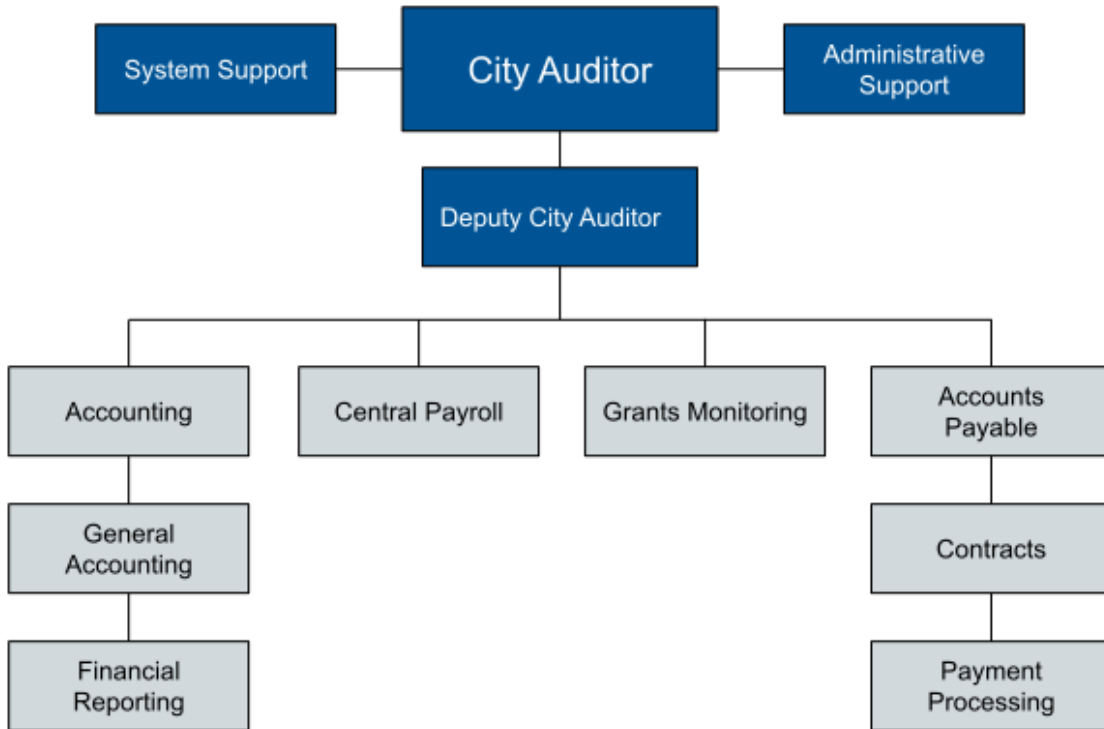 System Support
City Auditor
Administrative
Support
Deputy City Auditor
Accounting
Central Payroll
Grants Monitoring
Accounts
Payable
General
Accounting
Contracts
Financial
Reporting
Payment
Processing